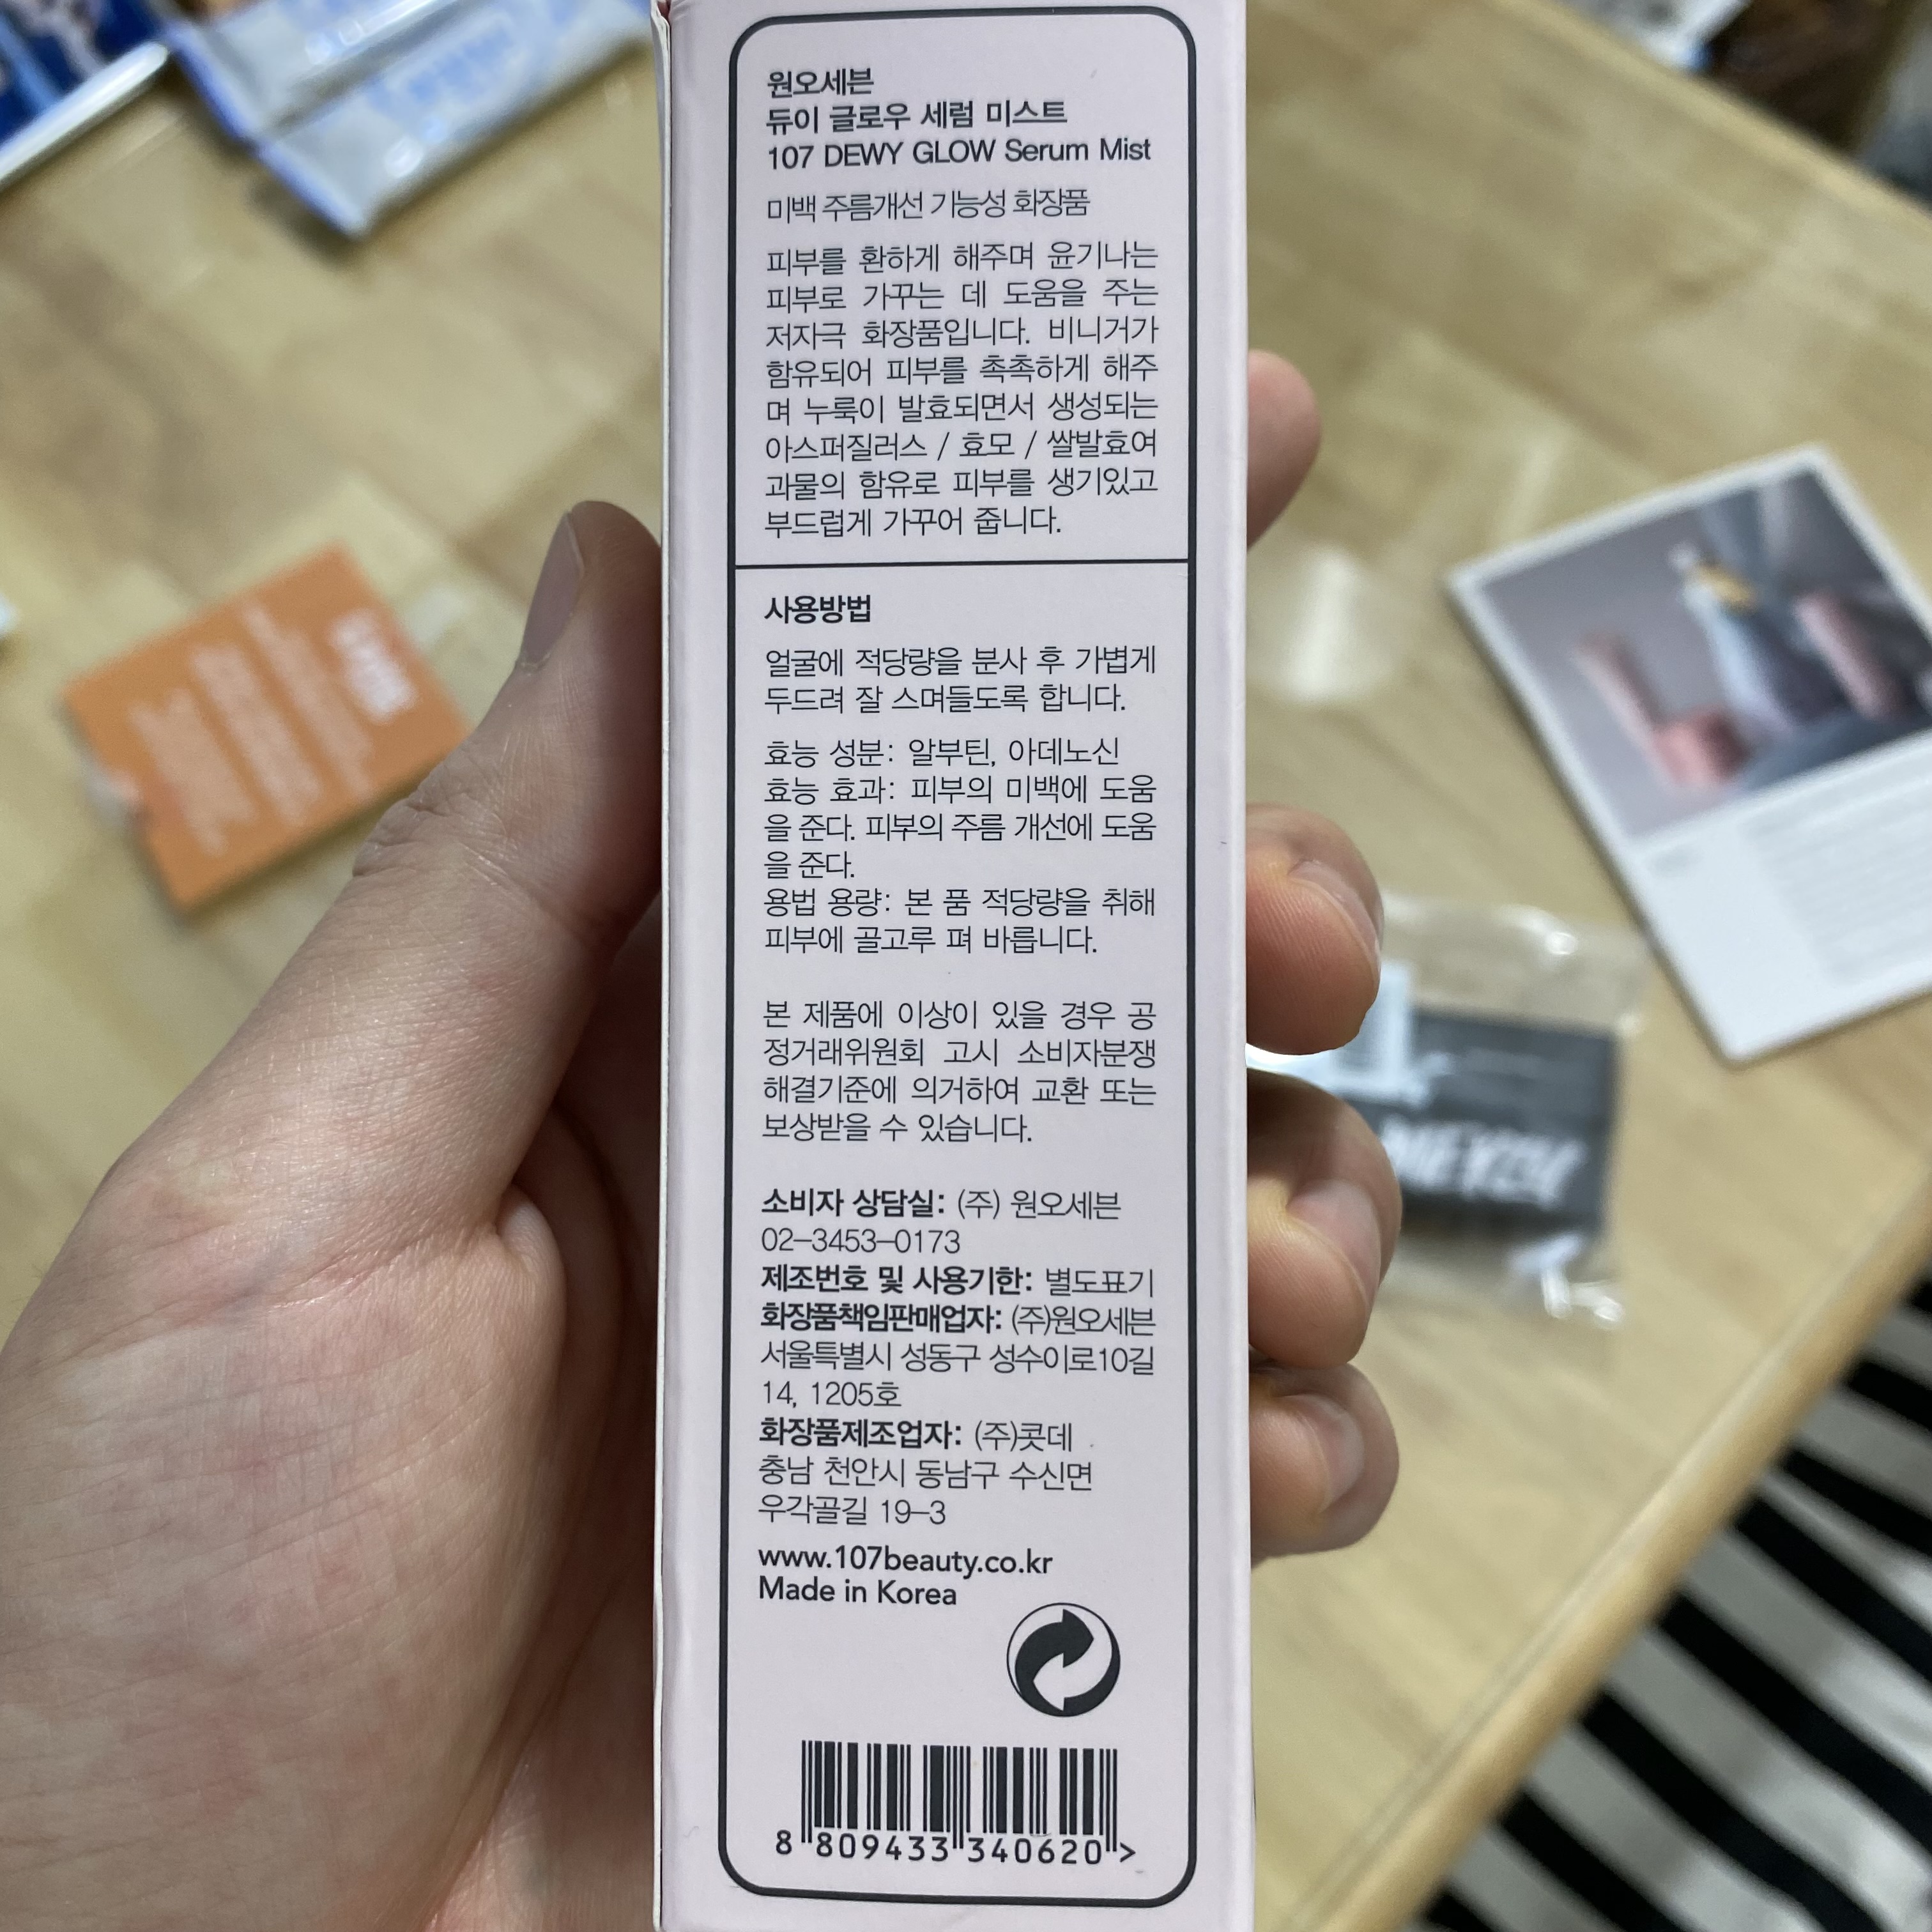 원오세븐
듀이 글로우 세럼 미스트
107 DEWY GLOW Serum Mist
미백 주름개선 기능성 화장품
피부를 환하게 해주며 윤기나는
피부로 가꾸는 데 도움을 주는
저자극 화장품입니다. 비니거가
함유되어 피부를 촉촉하게 해주
며 누룩이 발효되면서 생성되는
아스퍼질러스 / 효모 / 쌀발효여
과물의 함유로 피부를 생기있고
부드럽게 가꾸어 줍니다.
사용방법
얼굴에 적당량을 분사 후 가볍게
두드려 잘 스며들도록 합니다.
효능 성분: 알부틴, 아데노신
효능 효과: 피부의 미백에 도움
을 준다. 피부의 주름 개선에 도움
을 준다.
용법 용량: 본 품 적당량을 취해
피부에 골고루 펴 바릅니다.
본 제품에 이상이 있을 경우 공
정거래위원회 고시 소비자분쟁
해결기준에 의거하여 교환 또는
보상받을 수 있습니다.
소비자 상담실: (주) 원오세븐
02-3453-0173
제조번호 및 사용기한: 별도표기
화장품책임판매업자: (주)원오세븐
서울특별시 성동구 성수이로10길
14, 1205호
화장품제조업자: (주)콧데
충남 천안시 동남구 수신면
우각골길 19-3
www.107beauty.co.kr
Made in Korea
8 809433 340620 >